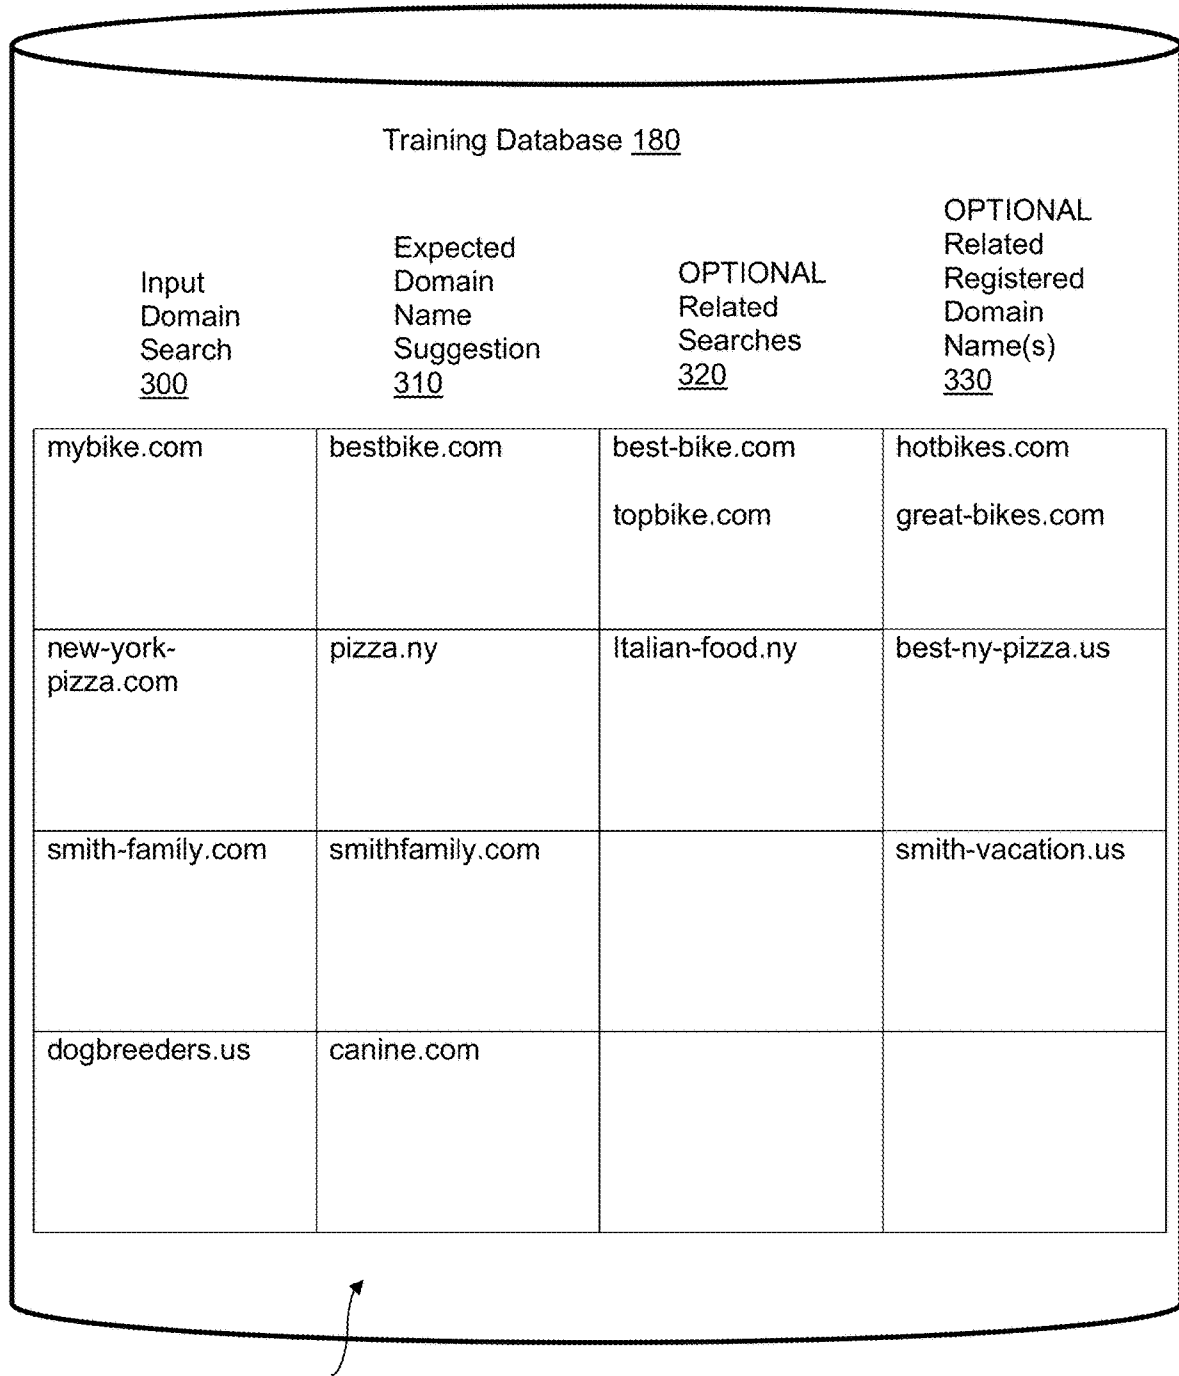 Training Database 180
Input
Domain
Search
300
Expected
Domain
Name
Suggestion
310
OPTIONAL
Related
Searches
320
OPTIONAL
Related
Registered
Domain
Name(s)
330
mybike.com
bestbike.com
best-bike.com
topbike.com
hotbikes.com
great-bikes.com
new-york-
pizza.com
pizza.ny
Italian-food.ny
best-ny-pizza.us
smith-family.com
smithfamily.com
smith-vacation.us
dogbreeders.us
canine.com